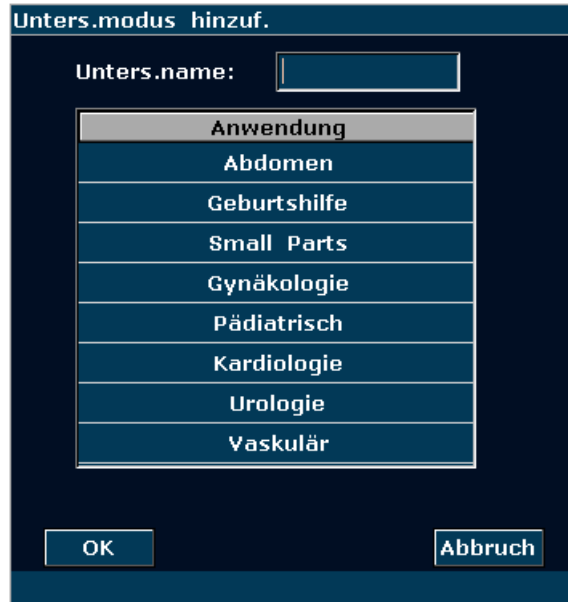 Unters.modus hinzuf.
Unters.name:
Anwendung
Abdomen
Geburtshilfe
Small Parts
Gynäkologie
Pädiatrisch
Kardiologie
Urologie
Vaskulär
OK Abbruch